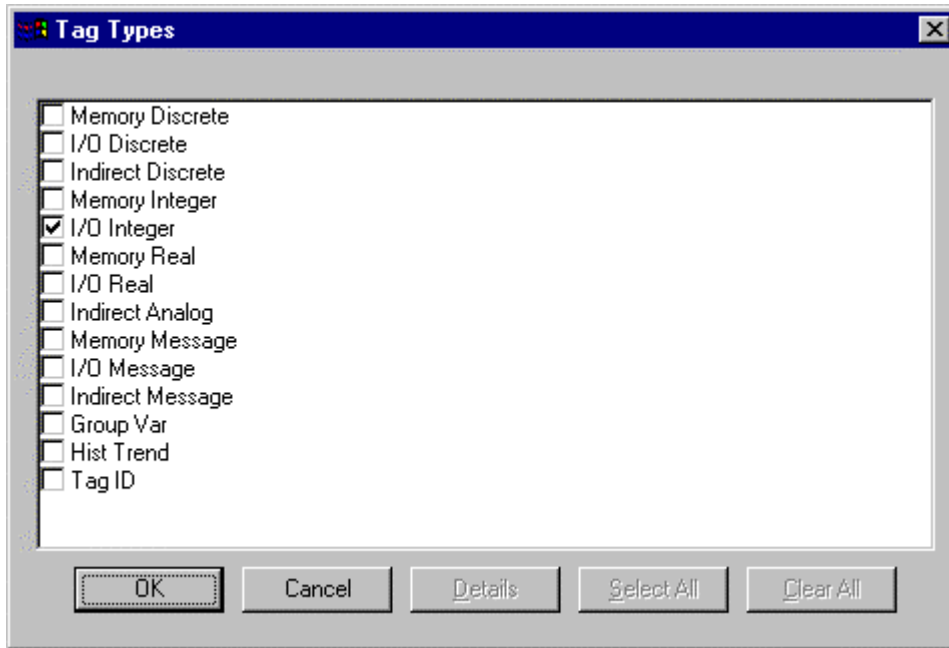 Tag Types
Memory Discrete
I/O Discrete
Indirect Discrete
Memory Integer
I/O Integer
Memory Real
I/O Real
Indirect Analog
Memory Message
I/O Message
Indirect Message
Group Var
Hist Trend
Tag ID
OK Cancel Details Select All Clear All